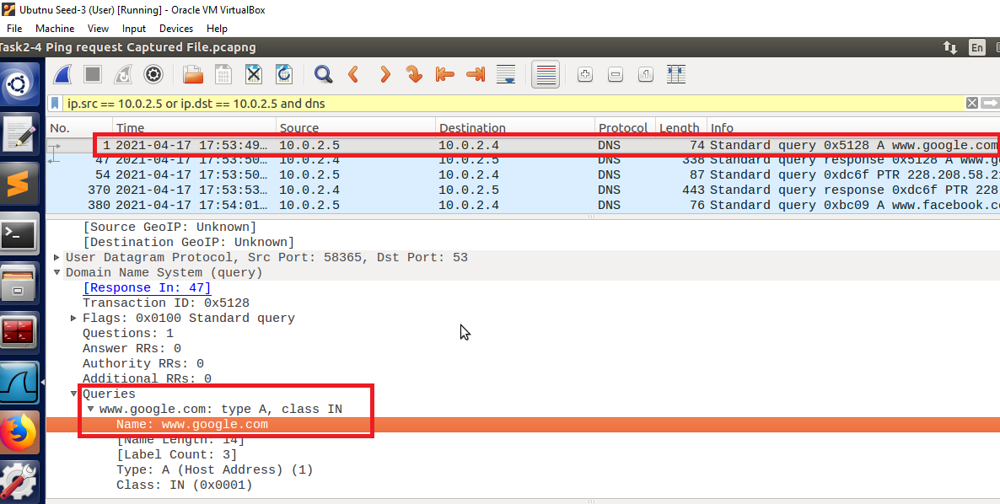 Ubutnu Seed-3 (User) [Running] - Oracle VM VirtualBox
File Machine View Input Devices Help
Task2-4 Ping request Captured File.pcapng En
ip.src == 10.0.2.5 or ip.dst == 10.0.2.5 and dns
No. Time Source Destination Protocol Length Info
1 2021-04-17 17:53:49… 10.0.2.5 10.0.2.4 DNS 74 Standard query 0x5128 A www.google.com
47 2021-04-17 17:53:50… 10.0.2.4 10.0.2.5 DNS 338 Standard query response 0x5128 A www.g
54 2021-04-17 17:53:50… 10.0.2.5 10.0.2.4 DNS 87 Standard query 0xdc6f PTR 228.208.58.2
370 2021-04-17 17:53:53… 10.0.2.4 10.0.2.5 DNS 443 Standard query response 0xdc6f PTR 228
380 2021-04-17 17:54:01… 10.0.2.5 10.0.2.4 DNS 76 Standard query 0xbc09 A www.facebook.c
[Source GeoIP: Unknown]
[Destination GeoIP: Unknown]
User Datagram Protocol, Src Port: 58365, Dst Port: 53
Domain Name System (query)
[Response In: 47]
Transaction ID: 0x5128
Flags: 0x0100 Standard query
Questions: 1
Answer RRs: 0
Authority RRs: 0
Additional RRs: 0
Queries
www.google.com: type A, class IN
Name: www.google.com
[Name Length: 14]
[Label Count: 3]
Type: A (Host Address) (1)
Class: IN (0x0001)